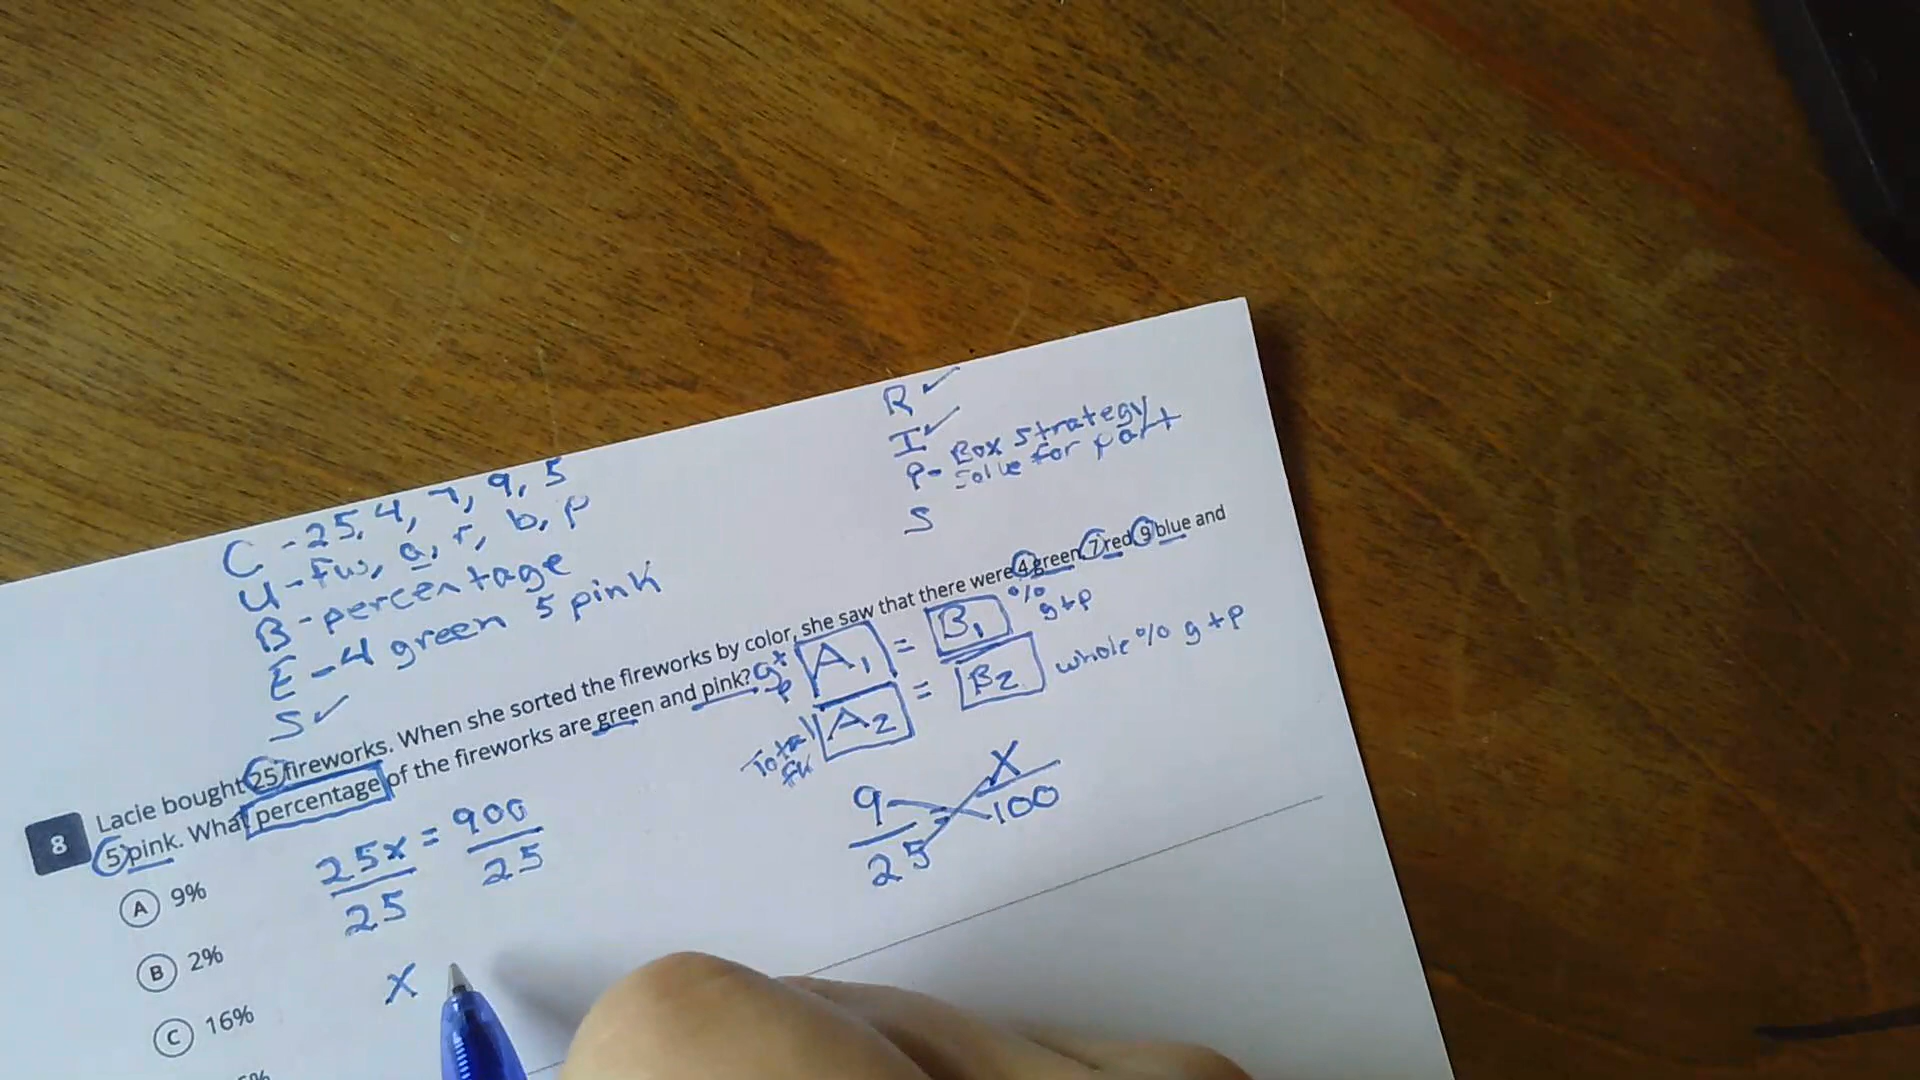 R ✓
I ✓
P- Box strategy
solve for part
S
C - 25, 4, 7, 9, 5
U - fws, g, r, b, p
B - percentage
E - 4 green 5 pink
S ✓
8 Lacie bought 25 fireworks. When she sorted the fireworks by color, she saw that there were 4 green, 7 red, 9 blue and
5 pink. What percentage of the fireworks are green and pink?
g+p A1 = B1 % g+p
Total A2 = B2 whole % g+p
9/25 = x/100
25x/25 = 900/25
x
A 9%
B 2%
C 16%